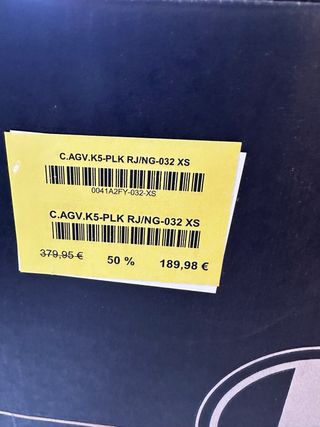 C.AGV.K5-PLK RJ/NG-032 XS
0041A2FY-032-XS
C.AGV.K5-PLK RJ/NG-032 XS
379,95 € 50 % 189,98 €